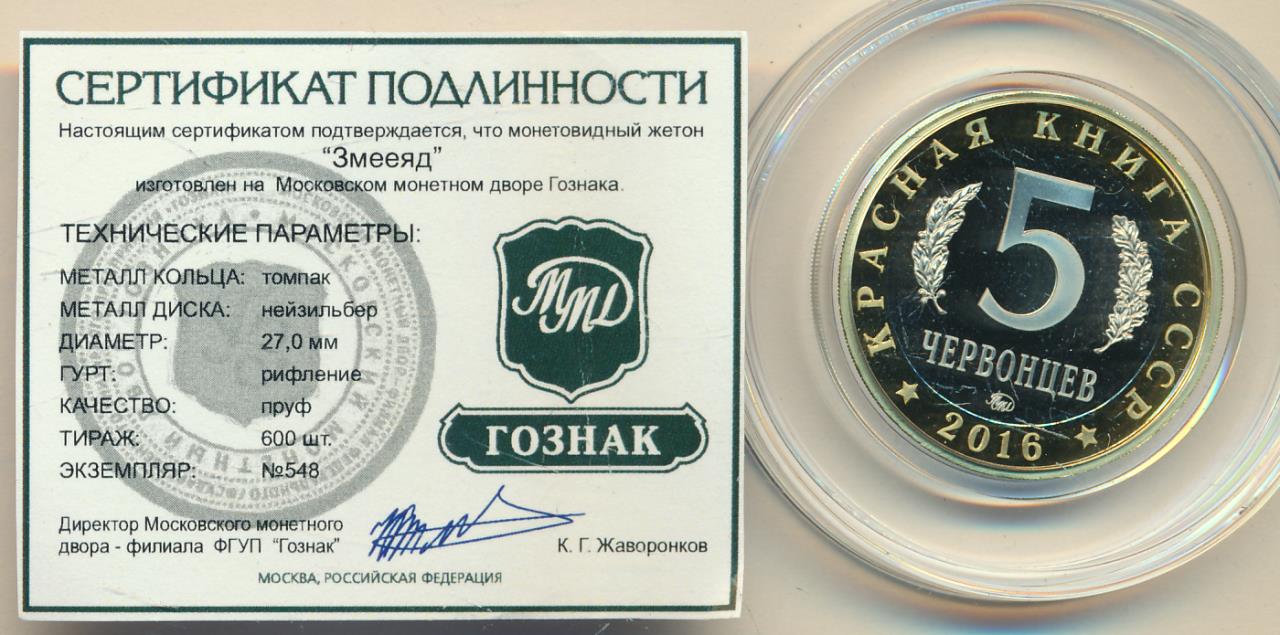 СЕРТИФИКАТ ПОДЛИННОСТИ
Настоящим сертификатом подтверждается, что монетовидный жетон
“Змееяд”
изготовлен на Московском монетном дворе Гознака.
ТЕХНИЧЕСКИЕ ПАРАМЕТРЫ:
МЕТАЛЛ КОЛЬЦА: томпак
МЕТАЛЛ ДИСКА: нейзильбер
ДИАМЕТР: 27,0 мм
ГУРТ: рифление
КАЧЕСТВО: пруф
ТИРАЖ: 600 шт.
ЭКЗЕМПЛЯР: №548
ММД
ГОЗНАК
Директор Московского монетного
двора - филиала ФГУП “Гознак”
К. Г. Жаворонков
МОСКВА, РОССИЙСКАЯ ФЕДЕРАЦИЯ
КРАСНАЯ КНИГА СССР
5
ЧЕРВОНЦЕВ
ММД
2016